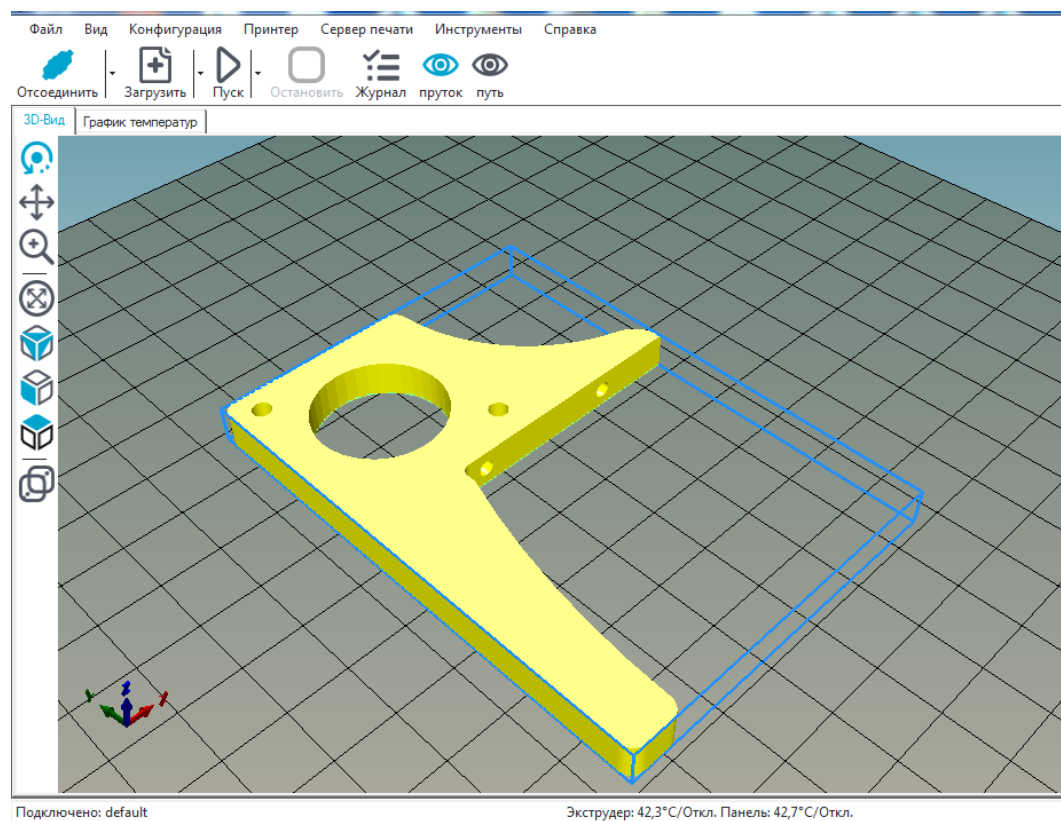 Файл Вид Конфигурация Принтер Сервер печати Инструменты Справка
Отсоединить Загрузить Пуск Остановить Журнал пруток путь
3D-Вид График температур
Подключено: default Экструдер: 42,3°C/Откл. Панель: 42,7°C/Откл.